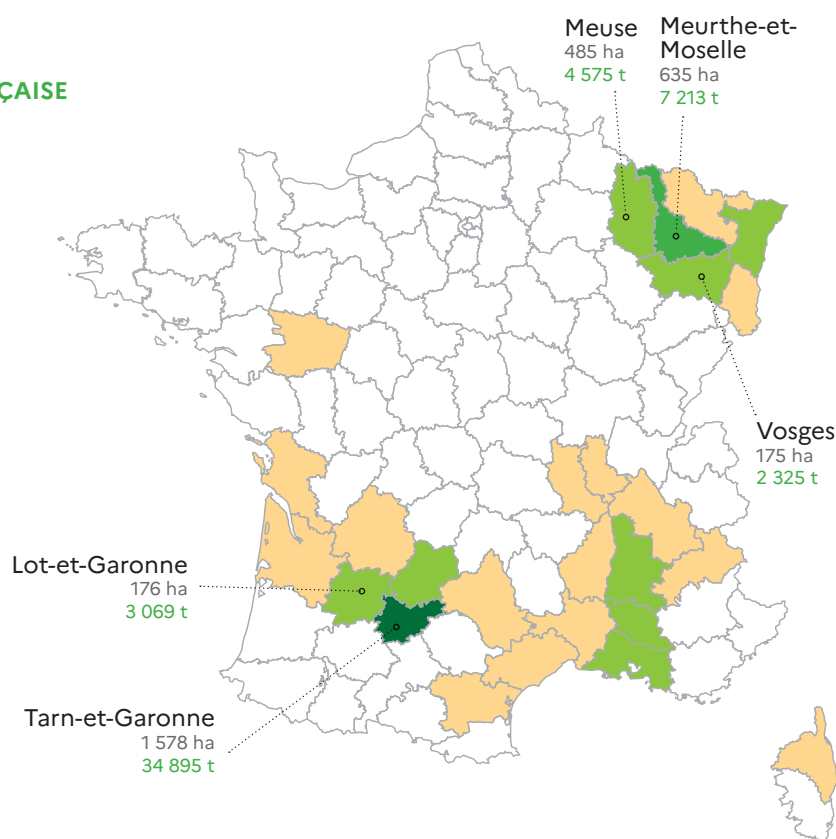 ÇAISE
Meuse
485 ha
4 575 t
Meurthe-et-
Moselle
635 ha
7 213 t
Vosges
175 ha
2 325 t
Lot-et-Garonne
176 ha
3 069 t
Tarn-et-Garonne
1 578 ha
34 895 t